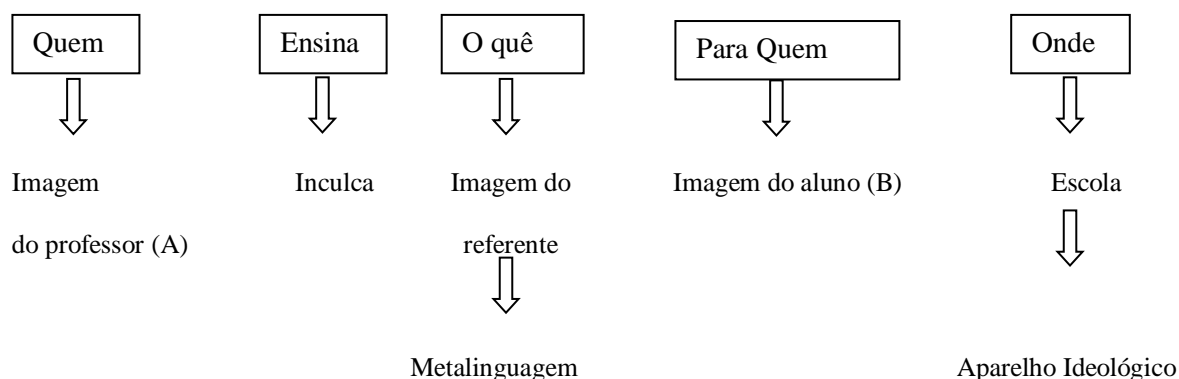 Quem Ensina O quê Para Quem Onde
Imagem Inculca Imagem do Imagem do aluno (B) Escola
do professor (A) referente
Metalinguagem Aparelho Ideológico